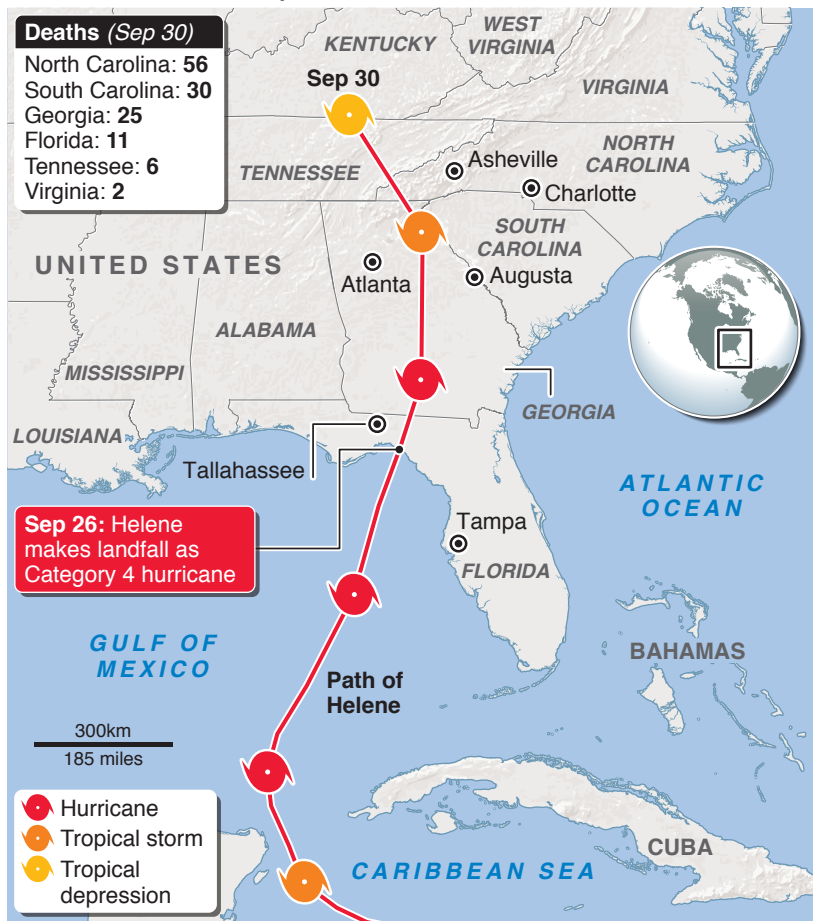 Deaths (Sep 30)
North Carolina: 56
South Carolina: 30
Georgia: 25
Florida: 11
Tennessee: 6
Virginia: 2
KENTUCKY
WEST
VIRGINIA
Sep 30
VIRGINIA
TENNESSEE
Asheville
NORTH
CAROLINA
Charlotte
SOUTH
CAROLINA
UNITED STATES
Atlanta
Augusta
ALABAMA
MISSISSIPPI
GEORGIA
LOUISIANA
Tallahassee
ATLANTIC
OCEAN
Sep 26: Helene
makes landfall as
Category 4 hurricane
Tampa
FLORIDA
GULF OF
MEXICO
BAHAMAS
Path of
Helene
300km
185 miles
Hurricane
Tropical storm
Tropical
depression
CARIBBEAN SEA
CUBA